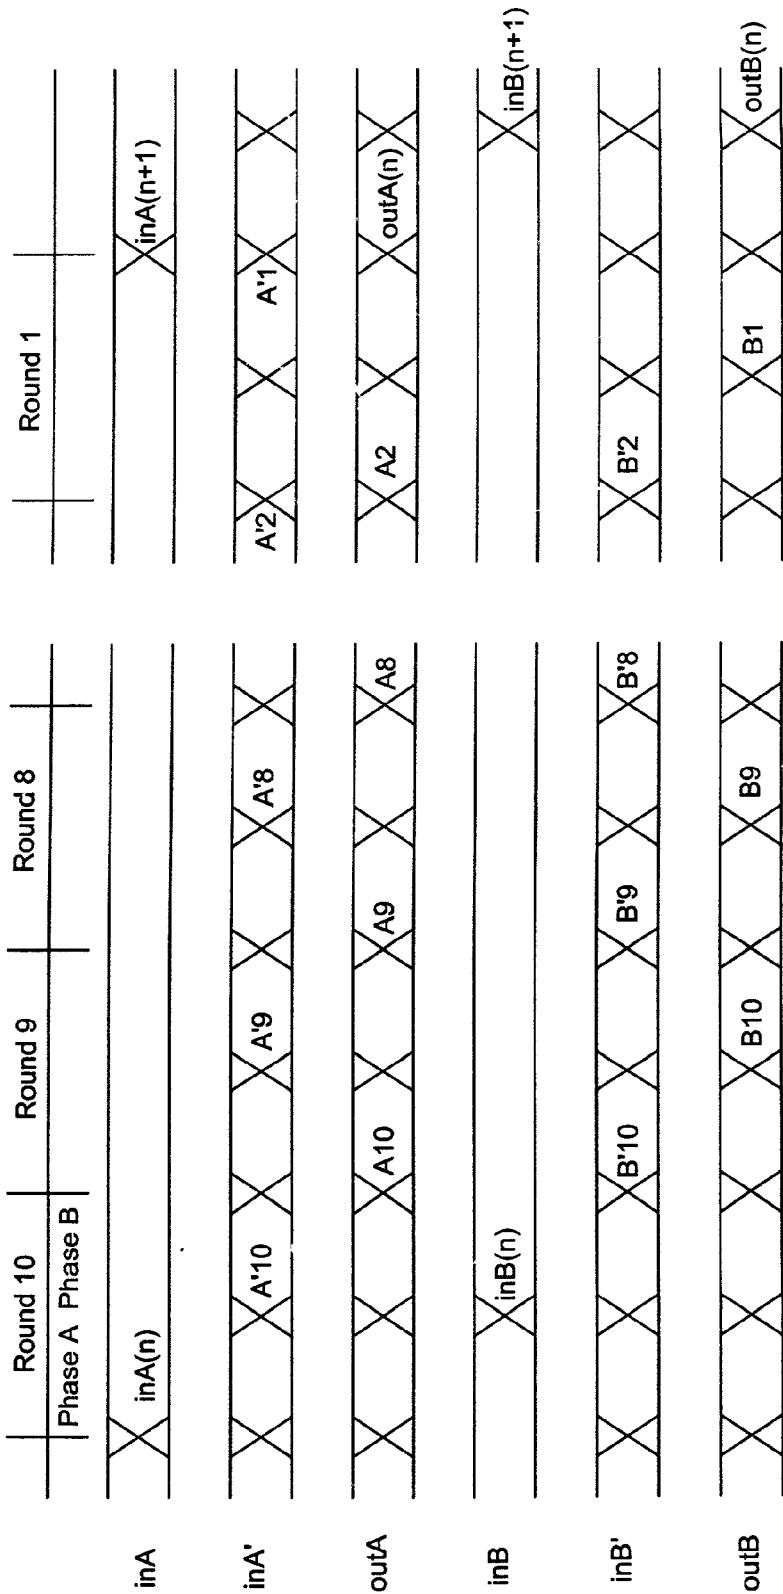 Round 10 Round 9 Round 8 Round 1
Phase A Phase B
inA inA(n) inA(n+1)
inA' A'10 A'9 A'8 A'2 A'1
outA A10 A9 A8 A2 outA(n)
inB inB(n) inB(n+1)
inB' B'10 B'9 B'8 B'2
outB B10 B9 B1 outB(n)